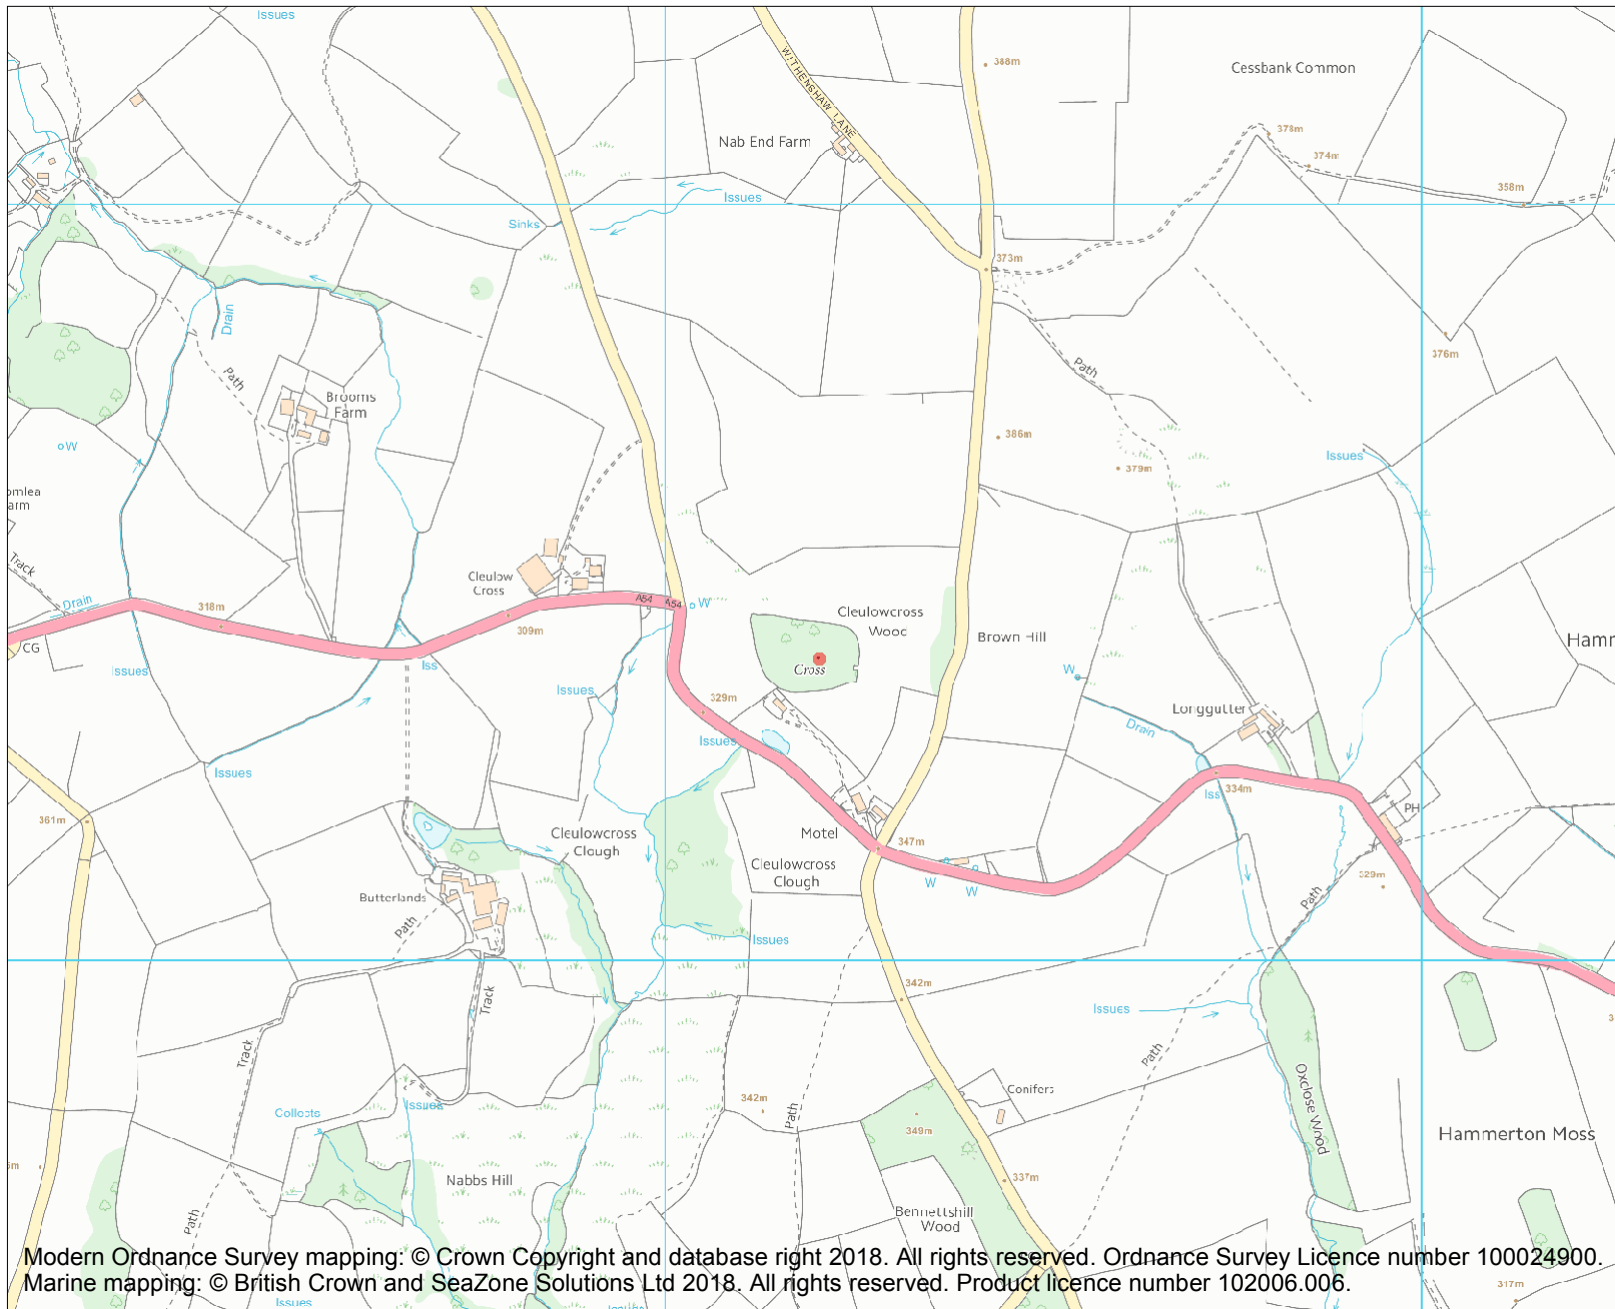 Issues
WITHENSHAW LANE
388m
Cessbank Common
Nab End Farm
378m
374m
358m
Issues
Sinks
373m
Drain
376m
Path
Path
Brooms
Farm
386m
W
379m
Issues
Track
Cleulow
Cross
Drain
318m
A54
A54
W
Cleulowcross
309m
Brown Hill
CG
Iss
Issues
Cross
W
Issues
329m
Longgutter
Drain
Issues
Issues
334m
Iss
PH
361m
Cleulowcross
Clough
Motel
347m
Cleulowcross
Clough
329m
W
W
Butterlands
Path
Path
Issues
342m
Track
Issues
Track
Path
Conifers
342m
Collects
Issues
Path
349m
Oxclose Wood
Hammerton Moss
Nabbs Hill
337m
Path
Bennettshill
Wood
Modern Ordnance Survey mapping: © Crown Copyright and database right 2018. All rights reserved. Ordnance Survey Licence number 100024900.
Marine mapping: © British Crown and SeaZone Solutions Ltd 2018. All rights reserved. Product licence number 102006.006.
317m
Issues
Issues